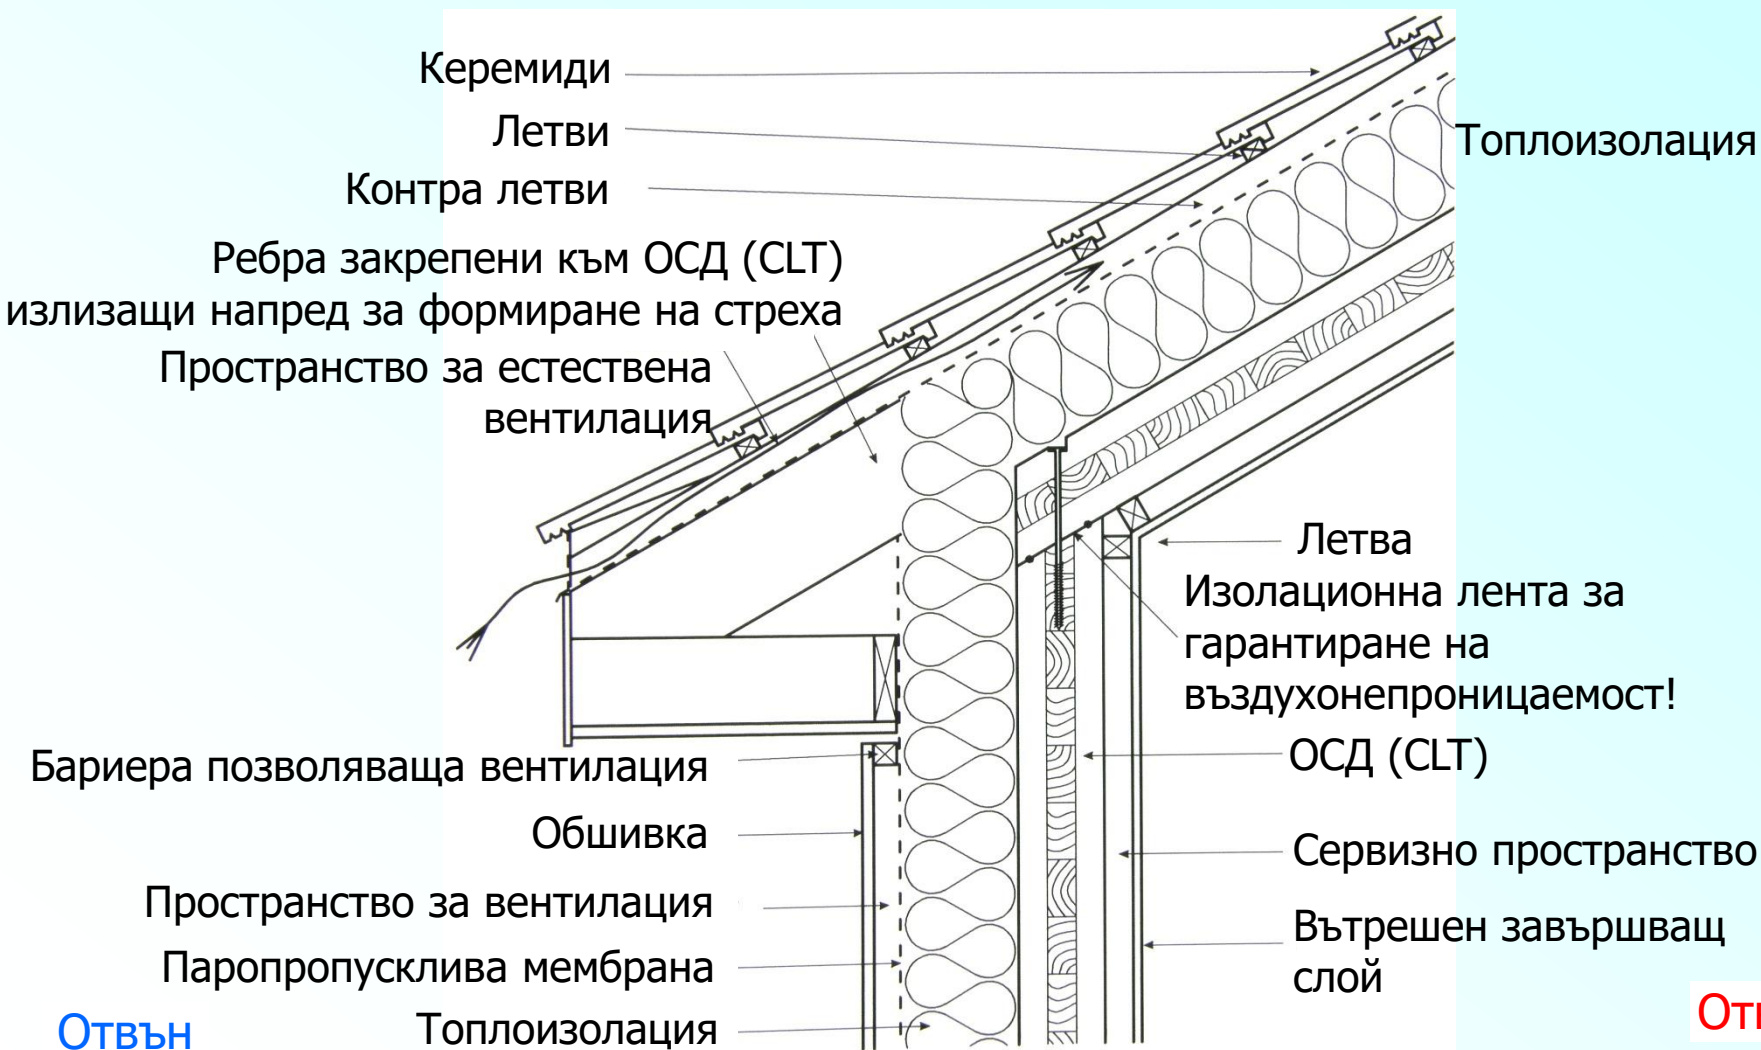 Керемиди
Летви
Контра летви
Ребра закрепени към ОСД (CLT)
излизащи напред за формиране на стреха
Пространство за естествена
вентилация
Бариера позволяваща вентилация
Обшивка
Пространство за вентилация
Паропропусклива мембрана
Топлоизолация
Отвън
Топлоизолация
Летва
Изолационна лента за
гарантиране на
въздухонепроницаемост!
ОСД (CLT)
Сервизно пространство
Вътрешен завършващ
слой